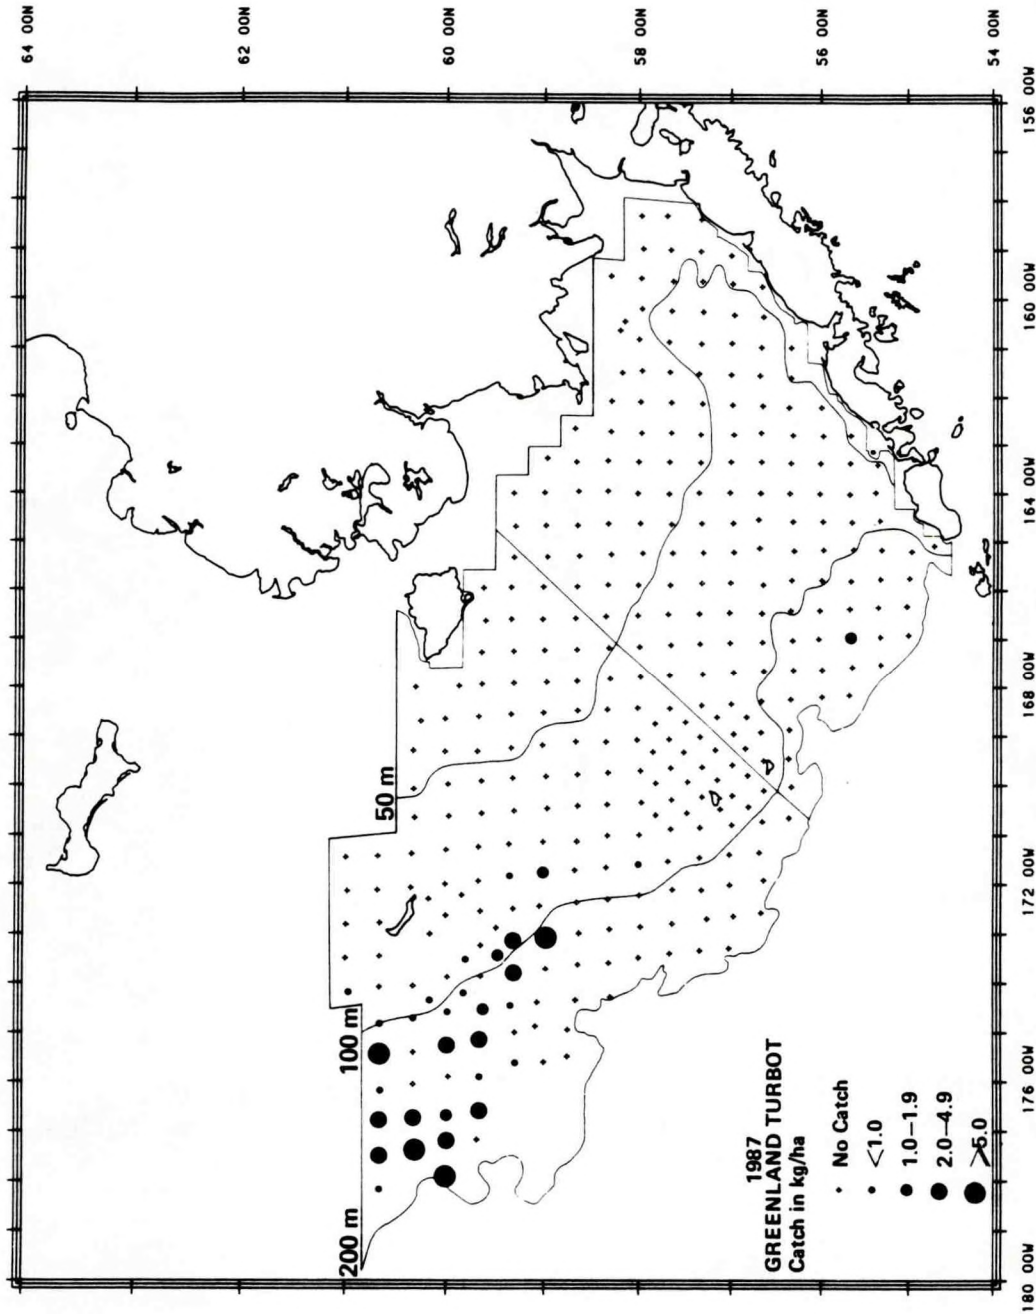 64 00N
62 00N
60 00N
58 00N
56 00N
54 00N
156 00W
160 00W
164 00W
168 00W
172 00W
176 00W
180 00W
50 m
100 m
200 m
1987
GREENLAND TURBOT
Catch in kg/ha
No Catch
<1.0
1.0–1.9
2.0–4.9
>5.0